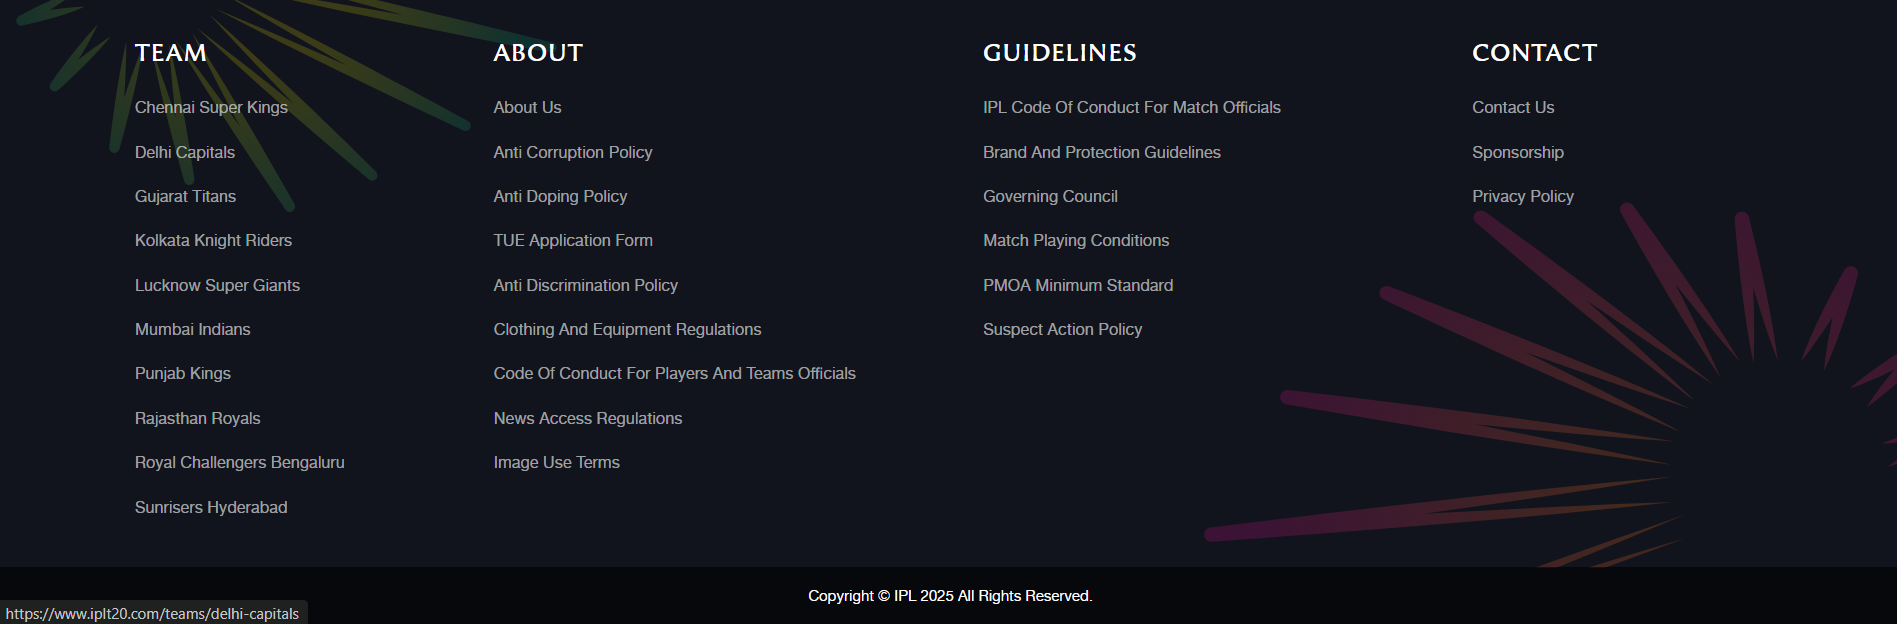 TEAM
Chennai Super Kings
Delhi Capitals
Gujarat Titans
Kolkata Knight Riders
Lucknow Super Giants
Mumbai Indians
Punjab Kings
Rajasthan Royals
Royal Challengers Bengaluru
Sunrisers Hyderabad
ABOUT
About Us
Anti Corruption Policy
Anti Doping Policy
TUE Application Form
Anti Discrimination Policy
Clothing And Equipment Regulations
Code Of Conduct For Players And Teams Officials
News Access Regulations
Image Use Terms
GUIDELINES
IPL Code Of Conduct For Match Officials
Brand And Protection Guidelines
Governing Council
Match Playing Conditions
PMOA Minimum Standard
Suspect Action Policy
CONTACT
Contact Us
Sponsorship
Privacy Policy
Copyright © IPL 2025 All Rights Reserved.
https://www.iplt20.com/teams/delhi-capitals